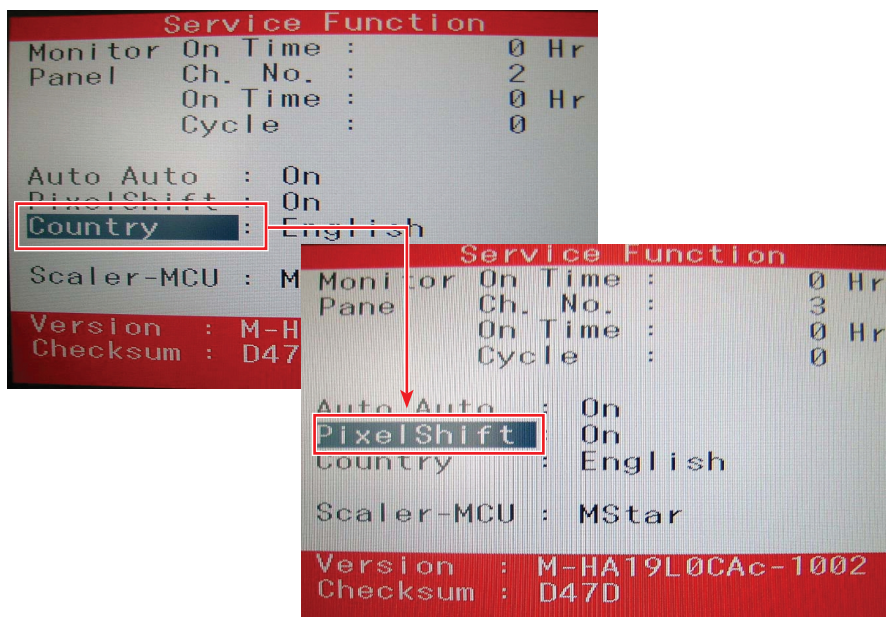 Service Function
Monitor On Time : 0 Hr
Panel Ch. No. : 2
On Time : 0 Hr
Cycle : 0
Auto Auto : On
PixelShift : On
Country : English
Scaler-MCU : M
Version : M-H
Checksum : D47
Service Function
Monitor On Time : 0 Hr
Pane Ch. No. : 3
On Time : 0 Hr
Cycle : 0
Auto Auto : On
PixelShift : On
Country : English
Scaler-MCU : MStar
Version : M-HA19L0CAc-1002
Checksum : D47D